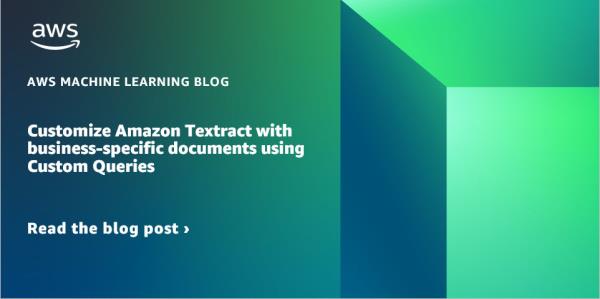 aws
AWS MACHINE LEARNING BLOG
Customize Amazon Textract with
business-specific documents using
Custom Queries
Read the blog post ›